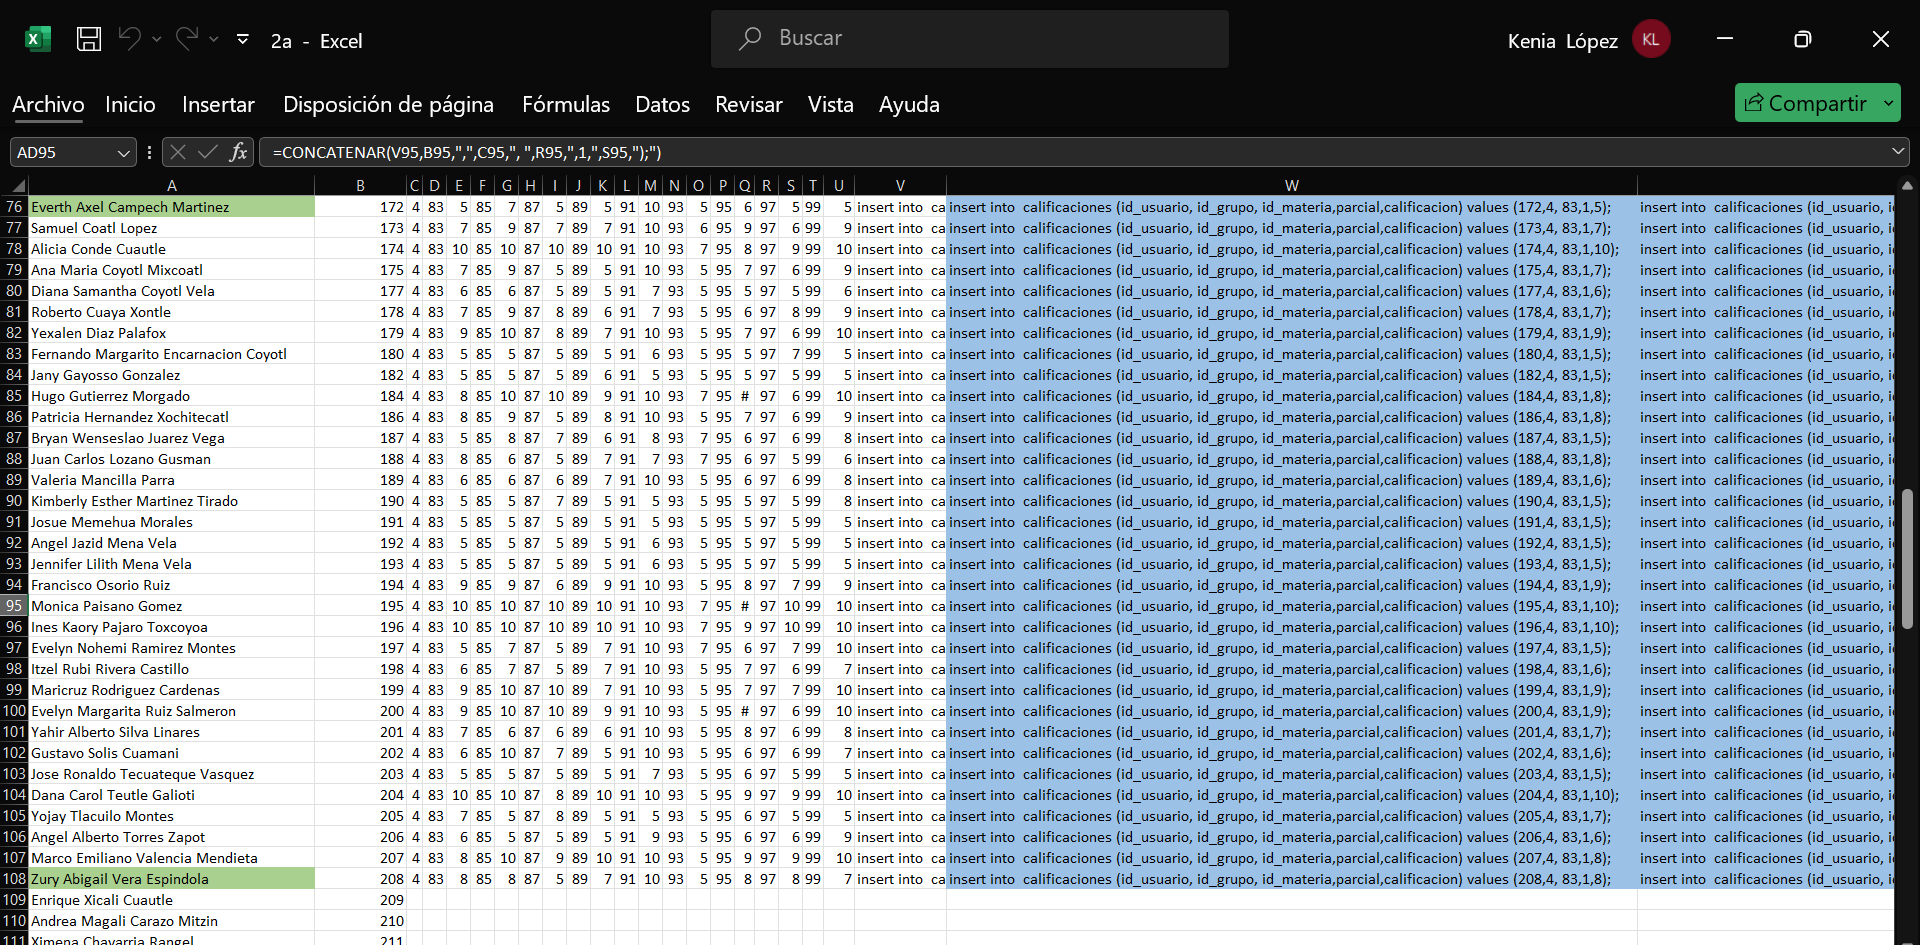 2a - Excel
Buscar
Kenia López
KL
Archivo Inicio Insertar Disposición de página Fórmulas Datos Revisar Vista Ayuda
Compartir
AD95 fx =CONCATENAR(V95,B95,",",C95,", ",R95,",1,",S95,");")
A B C D E F G H I J K L M N O P Q R S T U V W
76 Everth Axel Campech Martinez 172 4 83 5 85 7 87 5 89 5 91 10 93 5 95 6 97 5 99 5 insert into ca insert into calificaciones (id_usuario, id_grupo, id_materia,parcial,calificacion) values (172,4, 83,1,5); insert into calificaciones (id_usuario, i
77 Samuel Coatl Lopez 173 4 83 7 85 9 87 7 89 7 91 10 93 6 95 9 97 6 99 9 insert into ca insert into calificaciones (id_usuario, id_grupo, id_materia,parcial,calificacion) values (173,4, 83,1,7); insert into calificaciones (id_usuario, i
78 Alicia Conde Cuautle 174 4 83 10 85 10 87 10 89 10 91 10 93 7 95 8 97 9 99 10 insert into ca insert into calificaciones (id_usuario, id_grupo, id_materia,parcial,calificacion) values (174,4, 83,1,10); insert into calificaciones (id_usuario, i
79 Ana Maria Coyotl Mixcoatl 175 4 83 7 85 9 87 5 89 5 91 10 93 5 95 7 97 6 99 9 insert into ca insert into calificaciones (id_usuario, id_grupo, id_materia,parcial,calificacion) values (175,4, 83,1,7); insert into calificaciones (id_usuario, i
80 Diana Samantha Coyotl Vela 177 4 83 6 85 6 87 5 89 5 91 7 93 5 95 5 97 5 99 6 insert into ca insert into calificaciones (id_usuario, id_grupo, id_materia,parcial,calificacion) values (177,4, 83,1,6); insert into calificaciones (id_usuario, i
81 Roberto Cuaya Xontle 178 4 83 7 85 9 87 8 89 6 91 7 93 5 95 6 97 8 99 9 insert into ca insert into calificaciones (id_usuario, id_grupo, id_materia,parcial,calificacion) values (178,4, 83,1,7); insert into calificaciones (id_usuario, i
82 Yexalen Diaz Palafox 179 4 83 9 85 10 87 8 89 7 91 10 93 5 95 7 97 6 99 10 insert into ca insert into calificaciones (id_usuario, id_grupo, id_materia,parcial,calificacion) values (179,4, 83,1,9); insert into calificaciones (id_usuario, i
83 Fernando Margarito Encarnacion Coyotl 180 4 83 5 85 5 87 5 89 5 91 6 93 5 95 5 97 7 99 5 insert into ca insert into calificaciones (id_usuario, id_grupo, id_materia,parcial,calificacion) values (180,4, 83,1,5); insert into calificaciones (id_usuario, i
84 Jany Gayosso Gonzalez 182 4 83 5 85 5 87 5 89 6 91 5 93 5 95 5 97 5 99 5 insert into ca insert into calificaciones (id_usuario, id_grupo, id_materia,parcial,calificacion) values (182,4, 83,1,5); insert into calificaciones (id_usuario, i
85 Hugo Gutierrez Morgado 184 4 83 8 85 10 87 10 89 9 91 10 93 7 95 # 97 6 99 10 insert into ca insert into calificaciones (id_usuario, id_grupo, id_materia,parcial,calificacion) values (184,4, 83,1,8); insert into calificaciones (id_usuario, i
86 Patricia Hernandez Xochitecatl 186 4 83 8 85 9 87 5 89 8 91 10 93 5 95 7 97 6 99 9 insert into ca insert into calificaciones (id_usuario, id_grupo, id_materia,parcial,calificacion) values (186,4, 83,1,8); insert into calificaciones (id_usuario, i
87 Bryan Wenseslao Juarez Vega 187 4 83 5 85 8 87 7 89 6 91 8 93 7 95 6 97 6 99 8 insert into ca insert into calificaciones (id_usuario, id_grupo, id_materia,parcial,calificacion) values (187,4, 83,1,5); insert into calificaciones (id_usuario, i
88 Juan Carlos Lozano Gusman 188 4 83 8 85 6 87 5 89 7 91 7 93 7 95 6 97 5 99 6 insert into ca insert into calificaciones (id_usuario, id_grupo, id_materia,parcial,calificacion) values (188,4, 83,1,8); insert into calificaciones (id_usuario, i
89 Valeria Mancilla Parra 189 4 83 6 85 6 87 6 89 7 91 10 93 5 95 6 97 6 99 8 insert into ca insert into calificaciones (id_usuario, id_grupo, id_materia,parcial,calificacion) values (189,4, 83,1,6); insert into calificaciones (id_usuario, i
90 Kimberly Esther Martinez Tirado 190 4 83 5 85 5 87 7 89 5 91 5 93 5 95 5 97 5 99 8 insert into ca insert into calificaciones (id_usuario, id_grupo, id_materia,parcial,calificacion) values (190,4, 83,1,5); insert into calificaciones (id_usuario, i
91 Josue Memehua Morales 191 4 83 5 85 5 87 5 89 5 91 5 93 5 95 5 97 5 99 5 insert into ca insert into calificaciones (id_usuario, id_grupo, id_materia,parcial,calificacion) values (191,4, 83,1,5); insert into calificaciones (id_usuario, i
92 Angel Jazid Mena Vela 192 4 83 5 85 5 87 5 89 5 91 6 93 5 95 5 97 5 99 5 insert into ca insert into calificaciones (id_usuario, id_grupo, id_materia,parcial,calificacion) values (192,4, 83,1,5); insert into calificaciones (id_usuario, i
93 Jennifer Lilith Mena Vela 193 4 83 5 85 5 87 5 89 5 91 6 93 5 95 5 97 5 99 5 insert into ca insert into calificaciones (id_usuario, id_grupo, id_materia,parcial,calificacion) values (193,4, 83,1,5); insert into calificaciones (id_usuario, i
94 Francisco Osorio Ruiz 194 4 83 9 85 9 87 6 89 9 91 10 93 5 95 8 97 7 99 9 insert into ca insert into calificaciones (id_usuario, id_grupo, id_materia,parcial,calificacion) values (194,4, 83,1,9); insert into calificaciones (id_usuario, i
95 Monica Paisano Gomez 195 4 83 10 85 10 87 10 89 10 91 10 93 7 95 # 97 10 99 10 insert into ca insert into calificaciones (id_usuario, id_grupo, id_materia,parcial,calificacion) values (195,4, 83,1,10); insert into calificaciones (id_usuario, i
96 Ines Kaory Pajaro Toxcoyoa 196 4 83 10 85 10 87 10 89 10 91 10 93 7 95 9 97 10 99 10 insert into ca insert into calificaciones (id_usuario, id_grupo, id_materia,parcial,calificacion) values (196,4, 83,1,10); insert into calificaciones (id_usuario, i
97 Evelyn Nohemi Ramirez Montes 197 4 83 5 85 7 87 5 89 7 91 10 93 7 95 6 97 7 99 10 insert into ca insert into calificaciones (id_usuario, id_grupo, id_materia,parcial,calificacion) values (197,4, 83,1,5); insert into calificaciones (id_usuario, i
98 Itzel Rubi Rivera Castillo 198 4 83 6 85 7 87 5 89 7 91 10 93 5 95 7 97 6 99 7 insert into ca insert into calificaciones (id_usuario, id_grupo, id_materia,parcial,calificacion) values (198,4, 83,1,6); insert into calificaciones (id_usuario, i
99 Maricruz Rodriguez Cardenas 199 4 83 9 85 10 87 10 89 7 91 10 93 5 95 7 97 7 99 10 insert into ca insert into calificaciones (id_usuario, id_grupo, id_materia,parcial,calificacion) values (199,4, 83,1,9); insert into calificaciones (id_usuario, i
100 Evelyn Margarita Ruiz Salmeron 200 4 83 9 85 10 87 10 89 9 91 10 93 5 95 # 97 6 99 10 insert into ca insert into calificaciones (id_usuario, id_grupo, id_materia,parcial,calificacion) values (200,4, 83,1,9); insert into calificaciones (id_usuario, i
101 Yahir Alberto Silva Linares 201 4 83 7 85 6 87 6 89 6 91 10 93 5 95 8 97 6 99 8 insert into ca insert into calificaciones (id_usuario, id_grupo, id_materia,parcial,calificacion) values (201,4, 83,1,7); insert into calificaciones (id_usuario, i
102 Gustavo Solis Cuamani 202 4 83 6 85 10 87 7 89 5 91 10 93 5 95 6 97 6 99 7 insert into ca insert into calificaciones (id_usuario, id_grupo, id_materia,parcial,calificacion) values (202,4, 83,1,6); insert into calificaciones (id_usuario, i
103 Jose Ronaldo Tecuateque Vasquez 203 4 83 5 85 5 87 5 89 5 91 7 93 5 95 6 97 5 99 5 insert into ca insert into calificaciones (id_usuario, id_grupo, id_materia,parcial,calificacion) values (203,4, 83,1,5); insert into calificaciones (id_usuario, i
104 Dana Carol Teutle Galioti 204 4 83 10 85 10 87 8 89 10 91 10 93 5 95 9 97 9 99 10 insert into ca insert into calificaciones (id_usuario, id_grupo, id_materia,parcial,calificacion) values (204,4, 83,1,10); insert into calificaciones (id_usuario, i
105 Yojay Tlacuilo Montes 205 4 83 7 85 5 87 8 89 5 91 5 93 5 95 6 97 5 99 5 insert into ca insert into calificaciones (id_usuario, id_grupo, id_materia,parcial,calificacion) values (205,4, 83,1,7); insert into calificaciones (id_usuario, i
106 Angel Alberto Torres Zapot 206 4 83 6 85 5 87 5 89 5 91 9 93 5 95 6 97 6 99 9 insert into ca insert into calificaciones (id_usuario, id_grupo, id_materia,parcial,calificacion) values (206,4, 83,1,6); insert into calificaciones (id_usuario, i
107 Marco Emiliano Valencia Mendieta 207 4 83 8 85 10 87 9 89 10 91 10 93 5 95 9 97 9 99 10 insert into ca insert into calificaciones (id_usuario, id_grupo, id_materia,parcial,calificacion) values (207,4, 83,1,8); insert into calificaciones (id_usuario, i
108 Zury Abigail Vera Espindola 208 4 83 8 85 8 87 5 89 7 91 10 93 5 95 8 97 8 99 7 insert into ca insert into calificaciones (id_usuario, id_grupo, id_materia,parcial,calificacion) values (208,4, 83,1,8); insert into calificaciones (id_usuario, i
109 Enrique Xicali Cuautle 209
110 Andrea Magali Carazo Mitzin 210
111 Ximena Chavarria Rangel 211